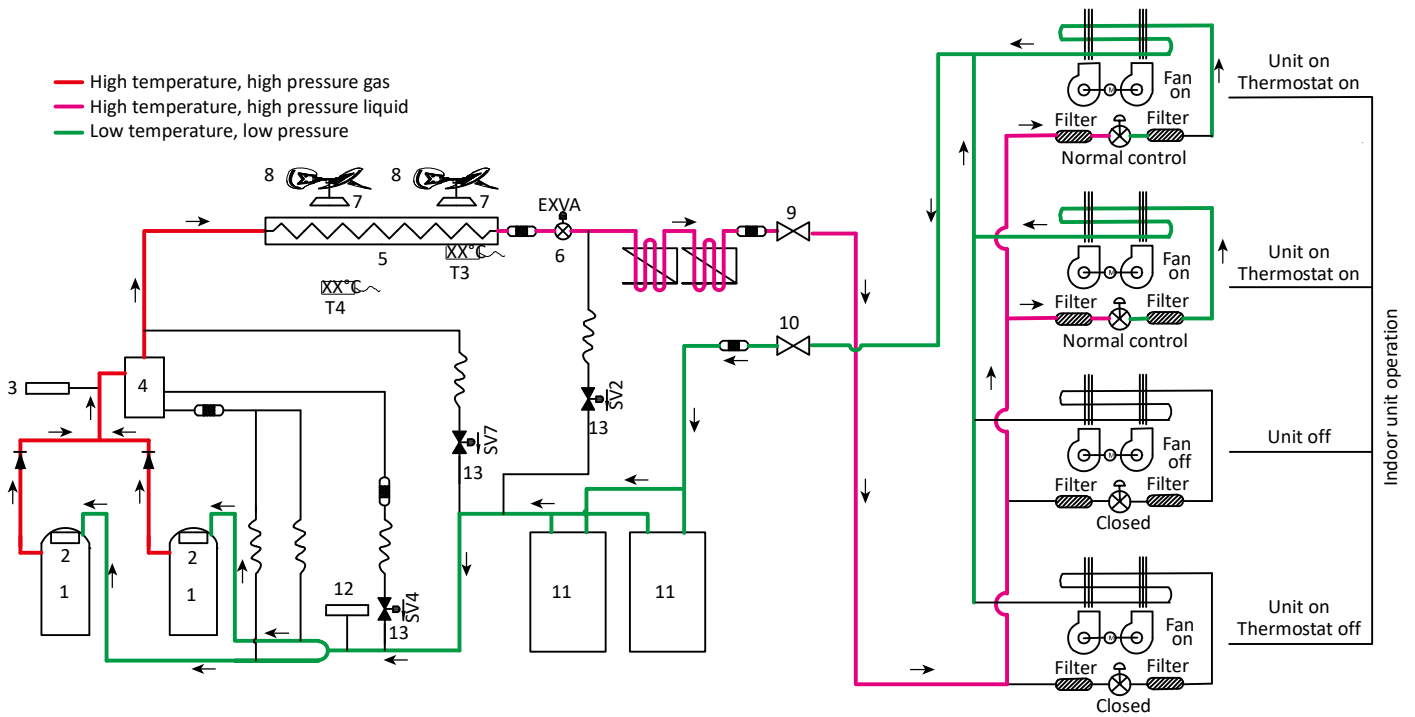 High temperature, high pressure gas
High temperature, high pressure liquid
Low temperature, low pressure
8
7
8
7
EXVA
6
5
XX°C
T3
XX°C
T4
9
10
3
4
SV7
13
SV2
13
2
1
2
1
12
SV4
13
11
11
M
Fan
on
Filter
Filter
Normal control
Unit on
Thermostat on
M
Fan
on
Filter
Filter
Normal control
Unit on
Thermostat on
M
Fan
off
Filter
Filter
Closed
Unit off
M
Fan
on
Filter
Filter
Closed
Unit on
Thermostat off
Indoor unit operation